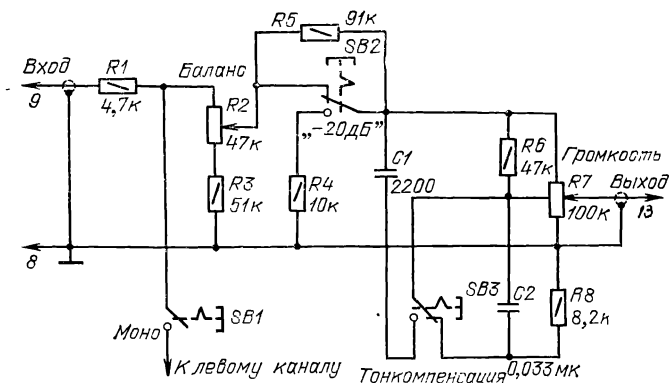 R5 91к
SB2
Вход R1 Баланс
9 4,7к
R2
47к
„−20дБ"
R3
51к
R4
10к
C1
2200
R6
47к
Громкость
R7
100к
Выход
13
8
SB1
Моно
К левому каналу
SB3
C2
0,033мк
R8
8,2к
Тонкомпенсация